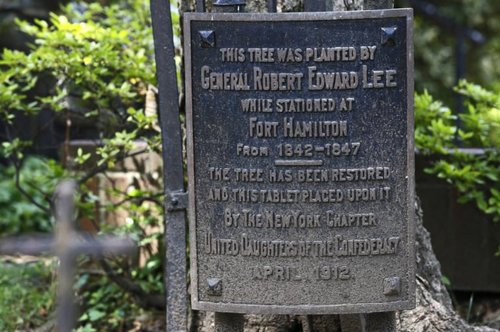 THIS TREE WAS PLANTED BY
GENERAL ROBERT EDWARD LEE
WHILE STATIONED AT
FORT HAMILTON
FROM 1842-1847
THE TREE HAS BEEN RESTORED
AND THIS TABLET PLACED UPON IT
BY THE NEW YORK CHAPTER
UNITED DAUGHTERS OF THE CONFEDERACY
APRIL, 1912.